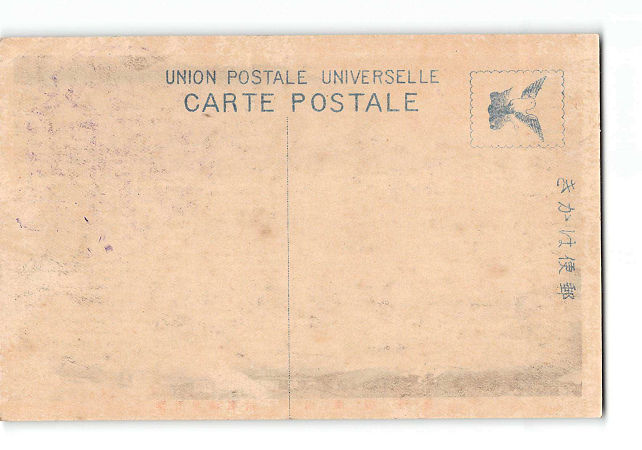 UNION POSTALE UNIVERSELLE
CARTE POSTALE
きかは便郵